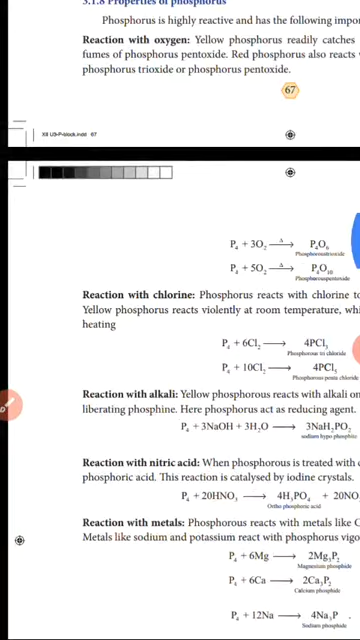 3.1.8 Properties of phosphorus
Phosphorus is highly reactive and has the following
Reaction with oxygen: Yellow phosphorus readily catches
fumes of phosphorus pentoxide. Red phosphorus also reacts
phosphorus trioxide or phosphorus pentoxide.
67
XII U3-P-block.indd 67
P₄ + 3O₂ —Δ→ P₄O₆
Phosphorous trioxide
P₄ + 5O₂ —Δ→ P₄O₁₀
Phosphorous pentoxide
Reaction with chlorine: Phosphorus reacts with chlorine
Yellow phosphorus reacts violently at room temperature,
heating
P₄ + 6Cl₂ → 4PCl₃
Phosphorous tri chloride
P₄ + 10Cl₂ → 4PCl₅
Phosphorous penta chloride
Reaction with alkali: Yellow phosphorus reacts with alkali on
liberating phosphine. Here phosphorus act as reducing agent.
P₄ + 3NaOH + 3H₂O → 3NaH₂PO₂
sodium hypo phosphite
Reaction with nitric acid: When phosphorous is treated with
phosphoric acid. This reaction is catalysed by iodine crystals.
P₄ + 20HNO₃ → 4H₃PO₄ + 20NO
Ortho phosphoric acid
Reaction with metals: Phosphorous reacts with metals like
Metals like sodium and potassium react with phosphorus
P₄ + 6Mg → 2Mg₃P₂
Magnesium phosphide
P₄ + 6Ca → 2Ca₃P₂
Calcium phosphide
P₄ + 12Na → 4Na₃P .
Sodium phosphide